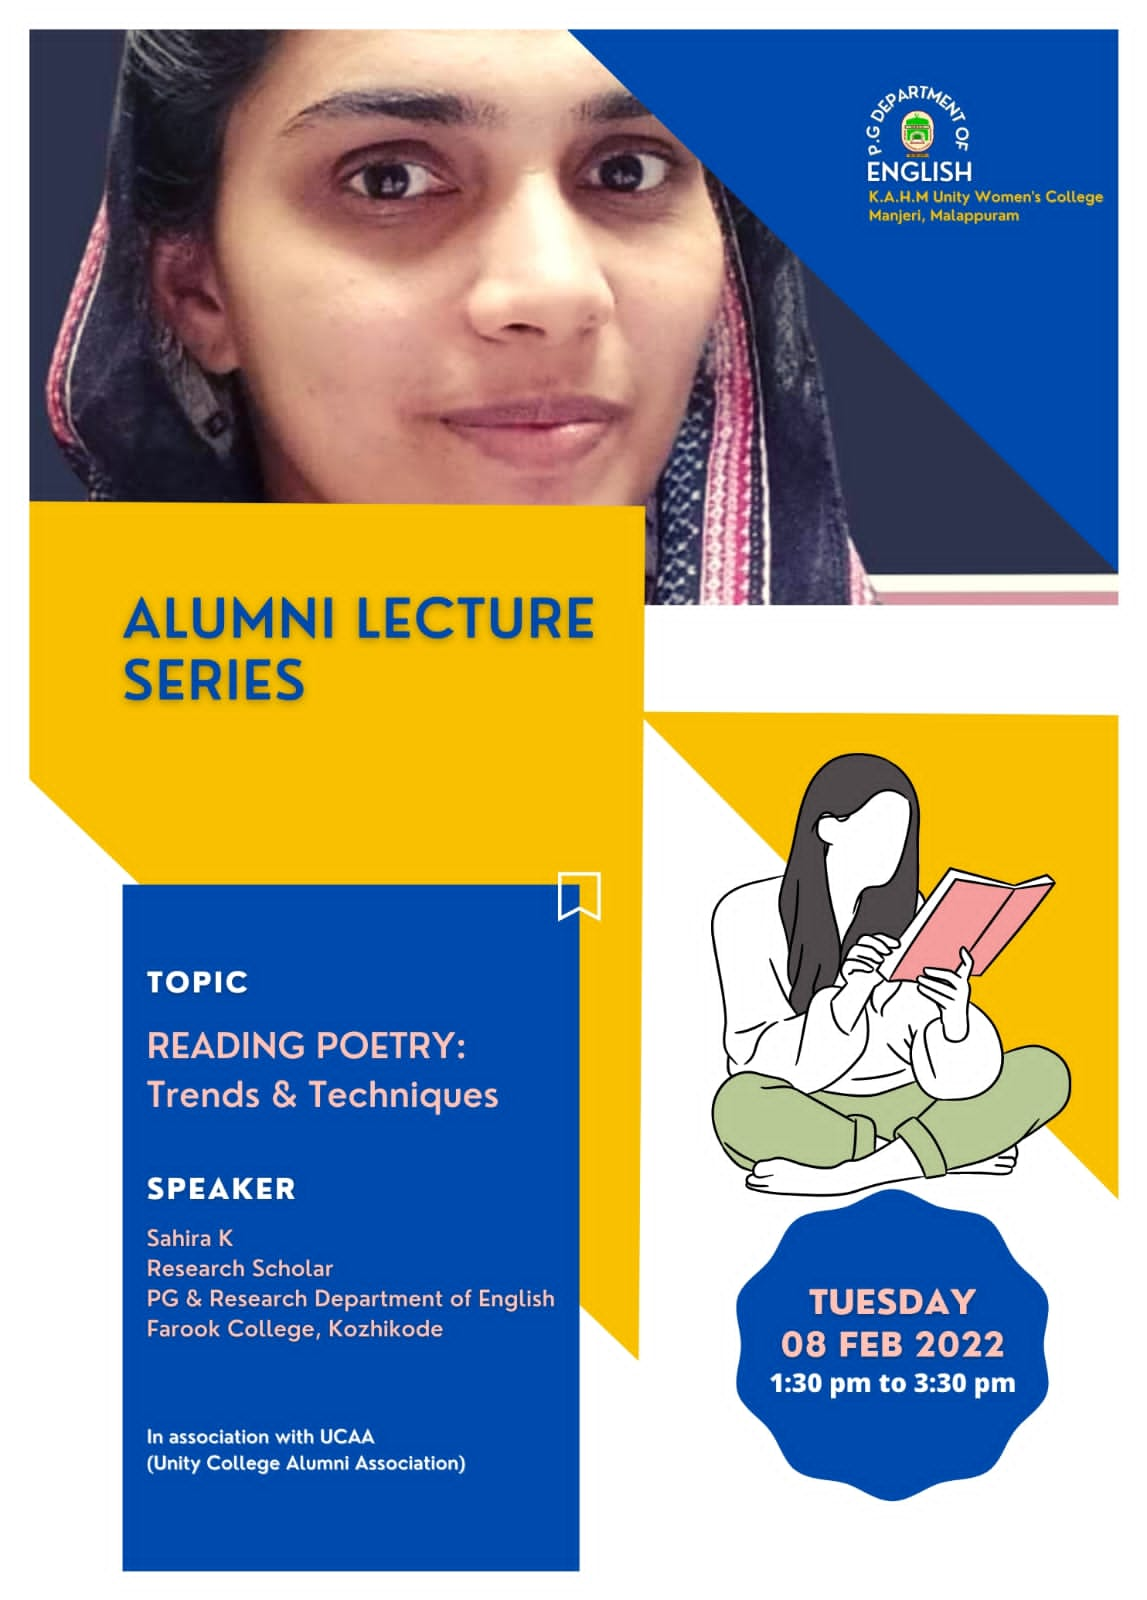 P.G DEPARTMENT OF
ENGLISH
K.A.H.M Unity Women's College
Manjeri, Malappuram
ALUMNI LECTURE
SERIES
TOPIC
READING POETRY:
Trends & Techniques
SPEAKER
Sahira K
Research Scholar
PG & Research Department of English
Farook College, Kozhikode
In association with UCAA
(Unity College Alumni Association)
TUESDAY
08 FEB 2022
1:30 pm to 3:30 pm